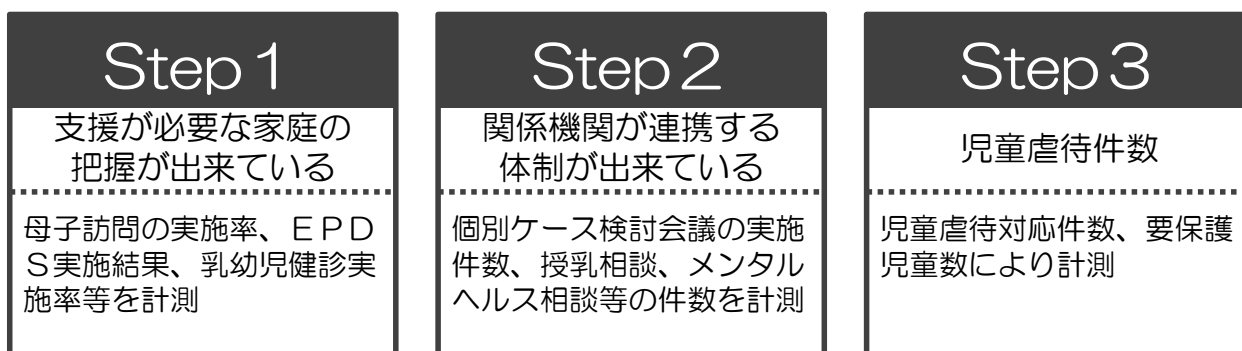 Step1
支援が必要な家庭の
把握が出来ている
母子訪問の実施率、ＥＰＤ
Ｓ実施結果、乳幼児健診実
施率等を計測
Step2
関係機関が連携する
体制が出来ている
個別ケース検討会議の実施
件数、授乳相談、メンタル
ヘルス相談等の件数を計測
Step3
児童虐待件数
児童虐待対応件数、要保護
児童数により計測